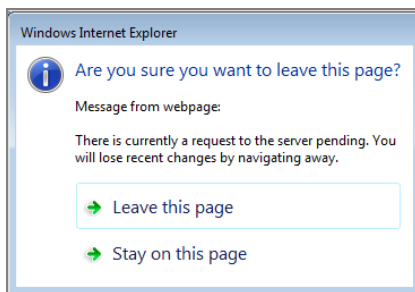 Windows Internet Explorer
Are you sure you want to leave this page?
Message from webpage:
There is currently a request to the server pending. You
will lose recent changes by navigating away.
Leave this page
Stay on this page